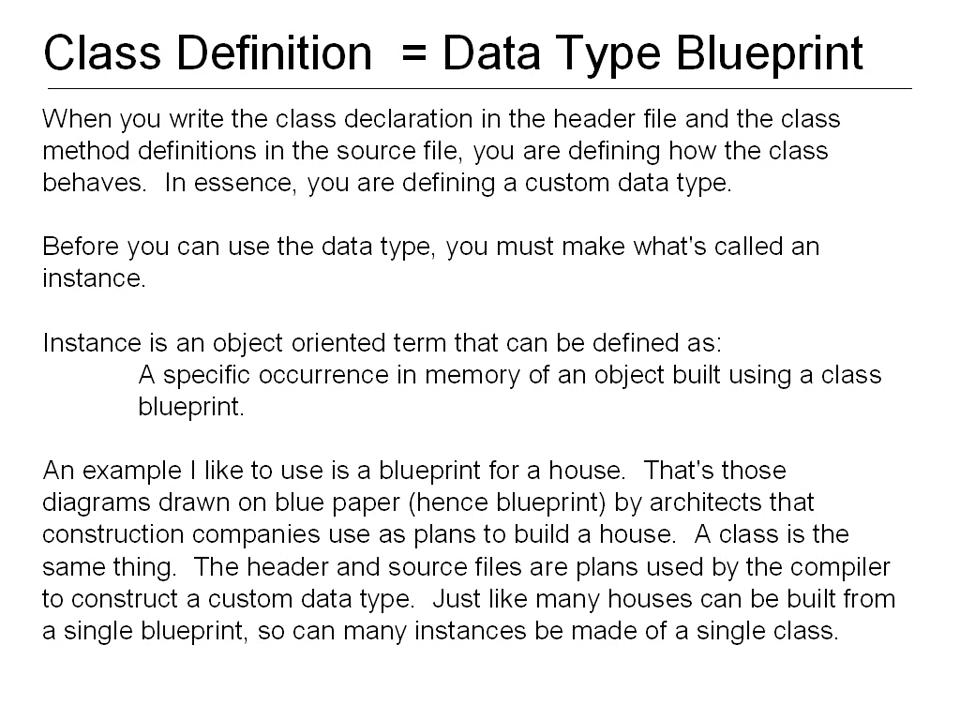 Class Definition = Data Type Blueprint
When you write the class declaration in the header file and the class
method definitions in the source file, you are defining how the class
behaves. In essence, you are defining a custom data type.
Before you can use the data type, you must make what's called an
instance.
Instance is an object oriented term that can be defined as:
A specific occurrence in memory of an object built using a class
blueprint.
An example I like to use is a blueprint for a house. That's those
diagrams drawn on blue paper (hence blueprint) by architects that
construction companies use as plans to build a house. A class is the
same thing. The header and source files are plans used by the compiler
to construct a custom data type. Just like many houses can be built from
a single blueprint, so can many instances be made of a single class.